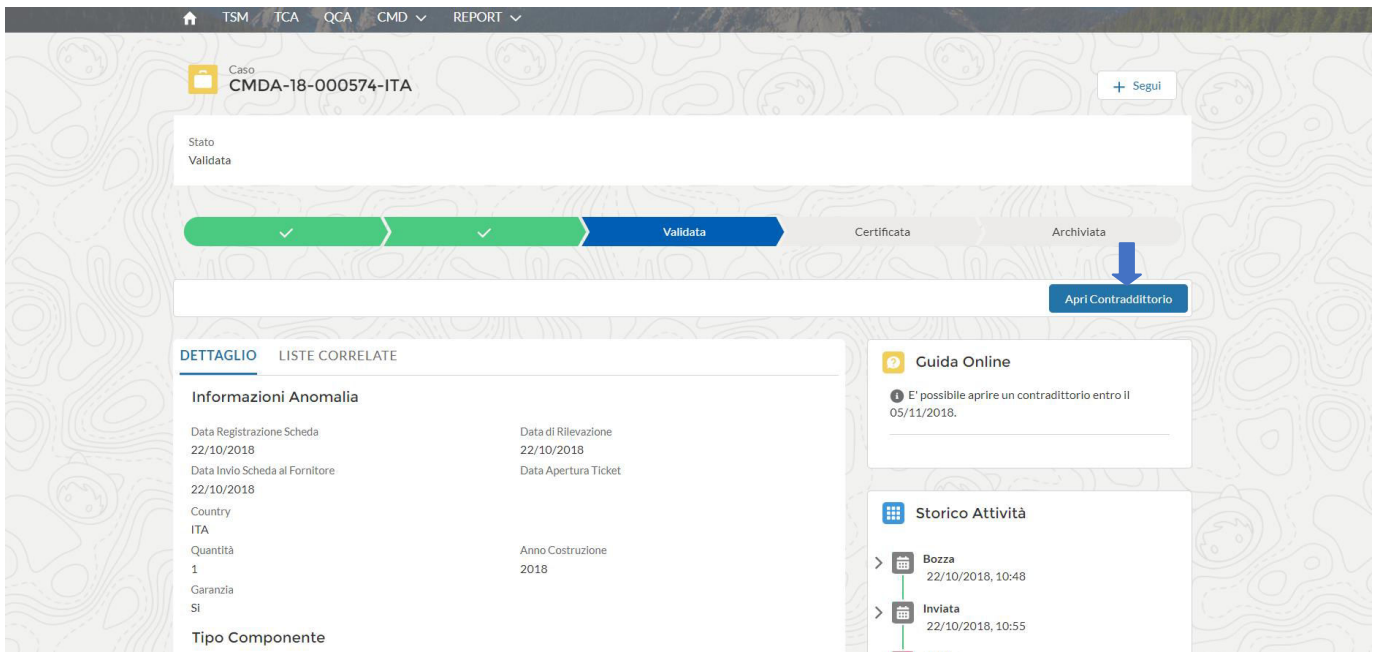 TSM TCA QCA CMD REPORT
Caso
CMDA-18-000574-ITA
+ Segui
Stato
Validata
Validata Certificata Archiviata
Apri Contraddittorio
DETTAGLIO LISTE CORRELATE
Informazioni Anomalia
Data Registrazione Scheda Data di Rilevazione
22/10/2018 22/10/2018
Data Invio Scheda al Fornitore Data Apertura Ticket
22/10/2018
Country
ITA
Quantità Anno Costruzione
1 2018
Garanzia
Si
Tipo Componente
Guida Online
E' possibile aprire un contradittorio entro il
05/11/2018.
Storico Attività
Bozza
22/10/2018, 10:48
Inviata
22/10/2018, 10:55